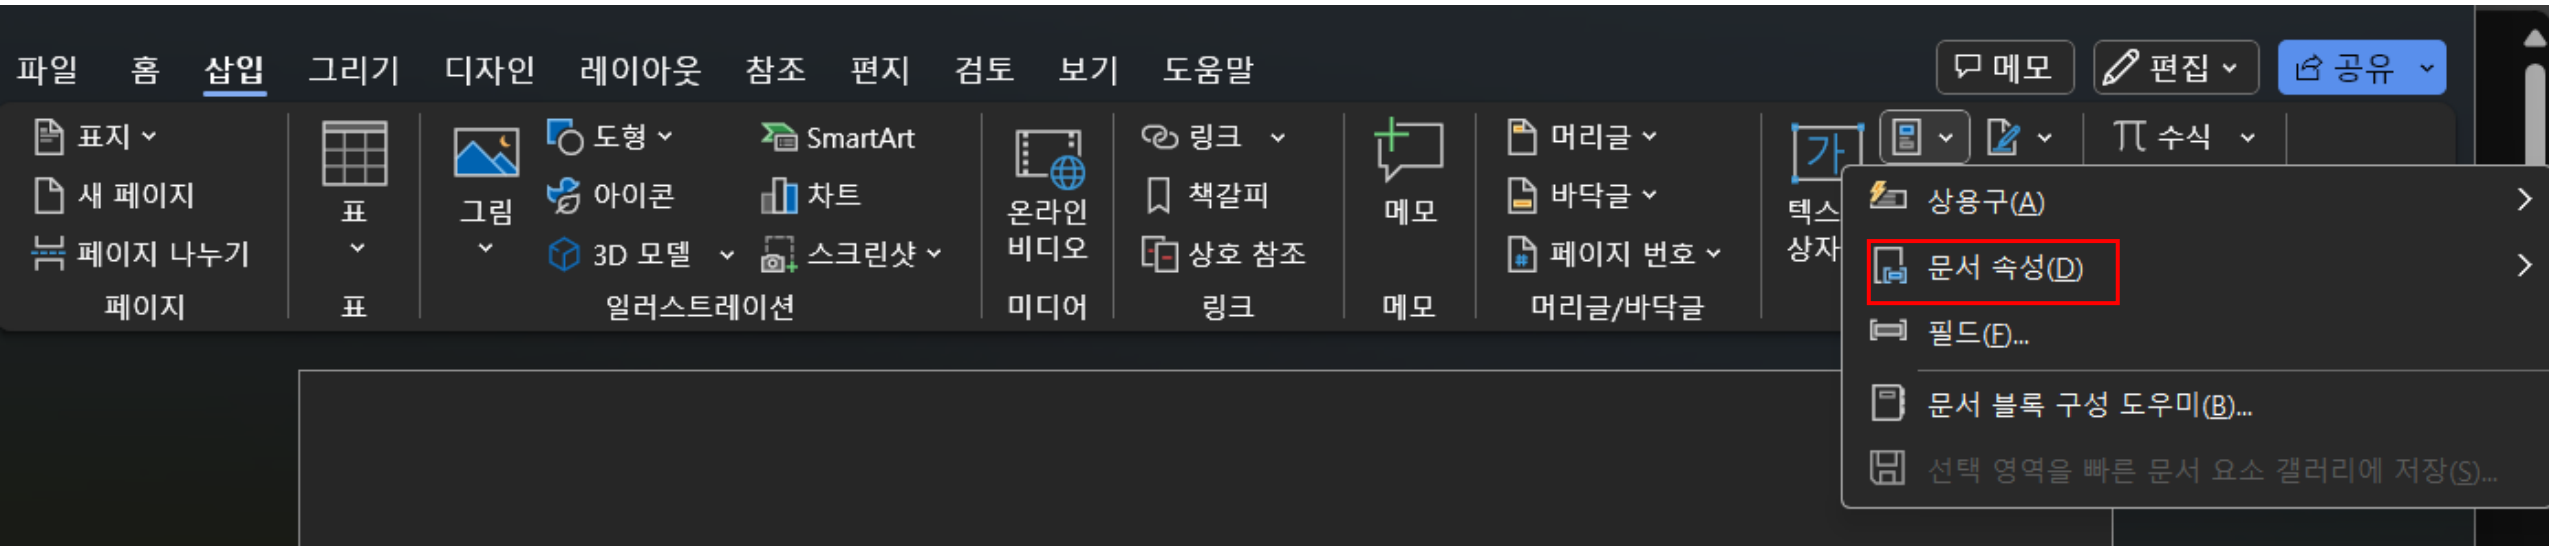 파일 홈 삽입 그리기 디자인 레이아웃 참조 편지 검토 보기 도움말 메모 편집 공유
표지
새 페이지
페이지 나누기
페이지
표
표
그림
도형
아이콘
3D 모델
SmartArt
차트
스크린샷
일러스트레이션
온라인
비디오
미디어
링크
책갈피
상호 참조
링크
메모
메모
머리글
바닥글
페이지 번호
머리글/바닥글
가
텍스
상자
수식
상용구(A)
문서 속성(D)
필드(F)...
문서 블록 구성 도우미(B)...
선택 영역을 빠른 문서 요소 갤러리에 저장(S)...